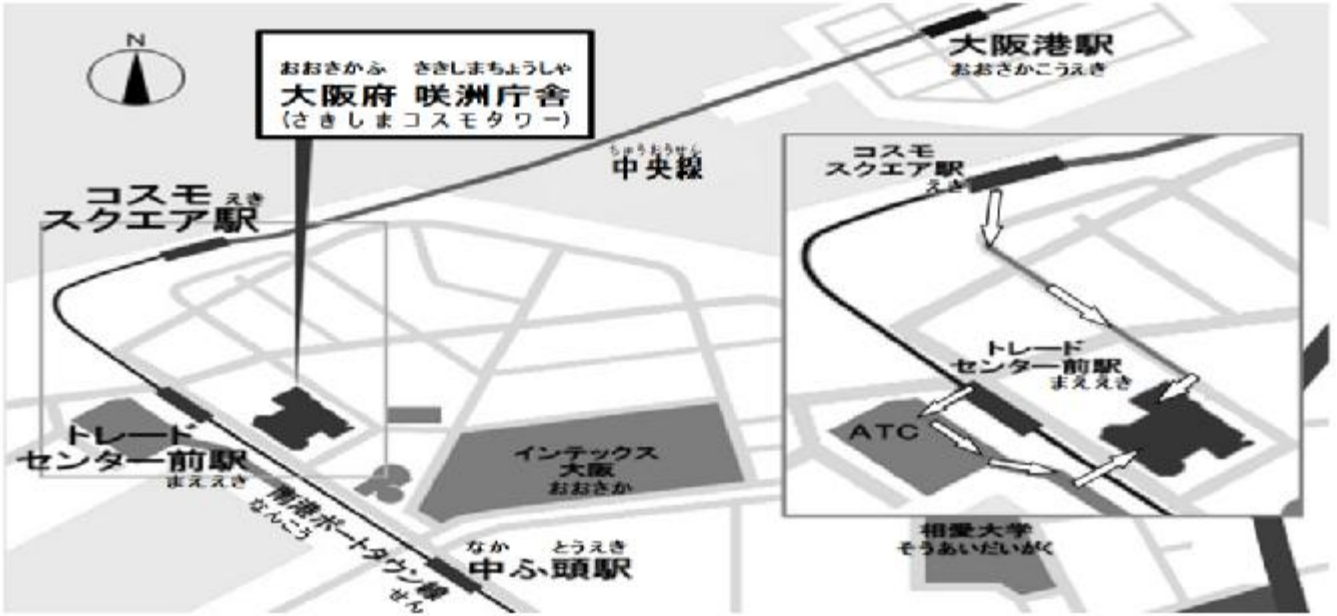 N
おおさかふ さきしまちょうしゃ
大阪府 咲洲庁舎
(さきしまコスモタワー)
大阪港駅
おおさかこうえき
ちゅうおうせん
中央線
コスモ
スクエア駅
えき
トレード
センター前駅
まええき
南港ポートタウン線
なんこう
せん
インテックス
大阪
おおさか
なか とうえき
中ふ頭駅
コスモ
スクエア駅
えき
トレード
センター前駅
まええき
ATC
相愛大学
そうあいだいがく